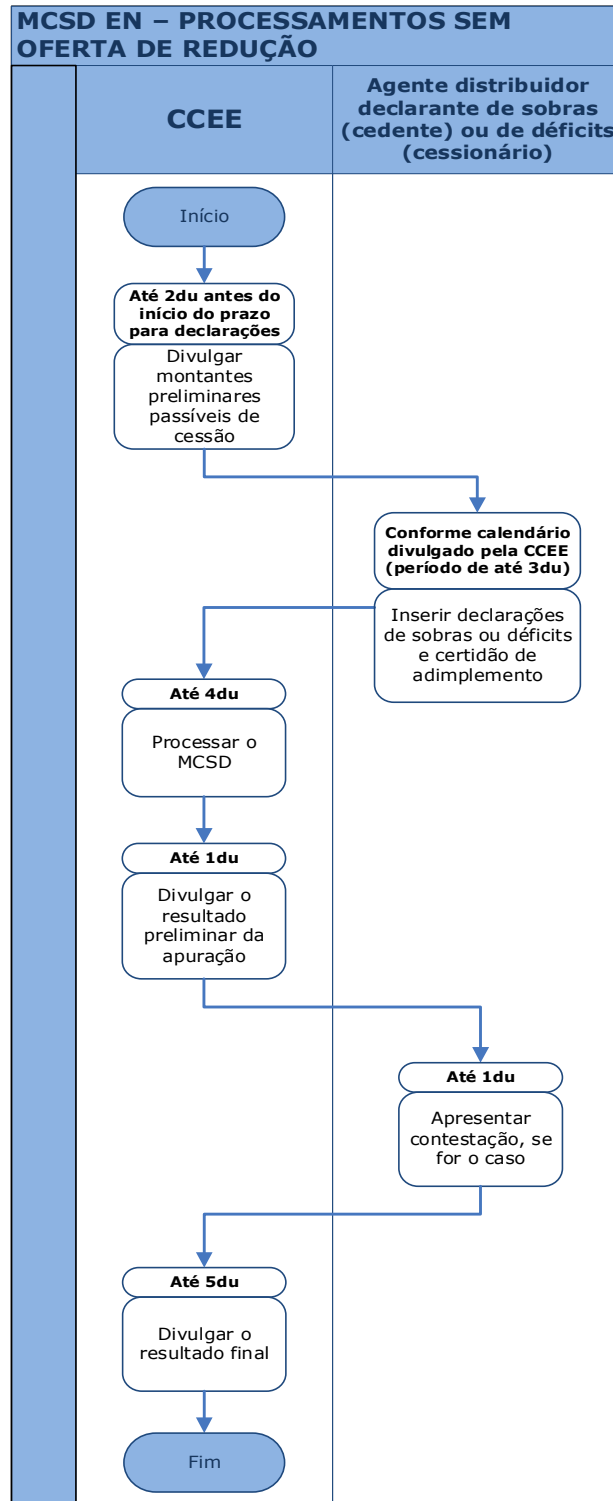 MCSD EN – PROCESSAMENTOS SEM
OFERTA DE REDUÇÃO
CCEE
Agente distribuidor
declarante de sobras
(cedente) ou de déficits
(cessionário)
Início
Até 2du antes do
início do prazo
para declarações
Divulgar
montantes
preliminares
passíveis de
cessão
Conforme calendário
divulgado pela CCEE
(período de até 3du)
Inserir declarações
de sobras ou déficits
e certidão de
adimplemento
Até 4du
Processar o
MCSD
Até 1du
Divulgar o
resultado
preliminar da
apuração
Até 1du
Apresentar
contestação, se
for o caso
Até 5du
Divulgar o
resultado final
Fim